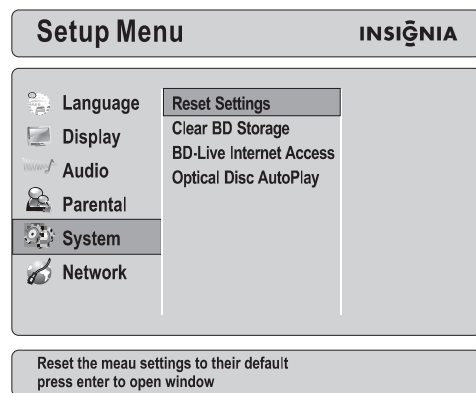 Setup Menu
INSIGNIA
Language
Display
Audio
Parental
System
Network
Reset Settings
Clear BD Storage
BD-Live Internet Access
Optical Disc AutoPlay
Reset the meau settings to their default
press enter to open window